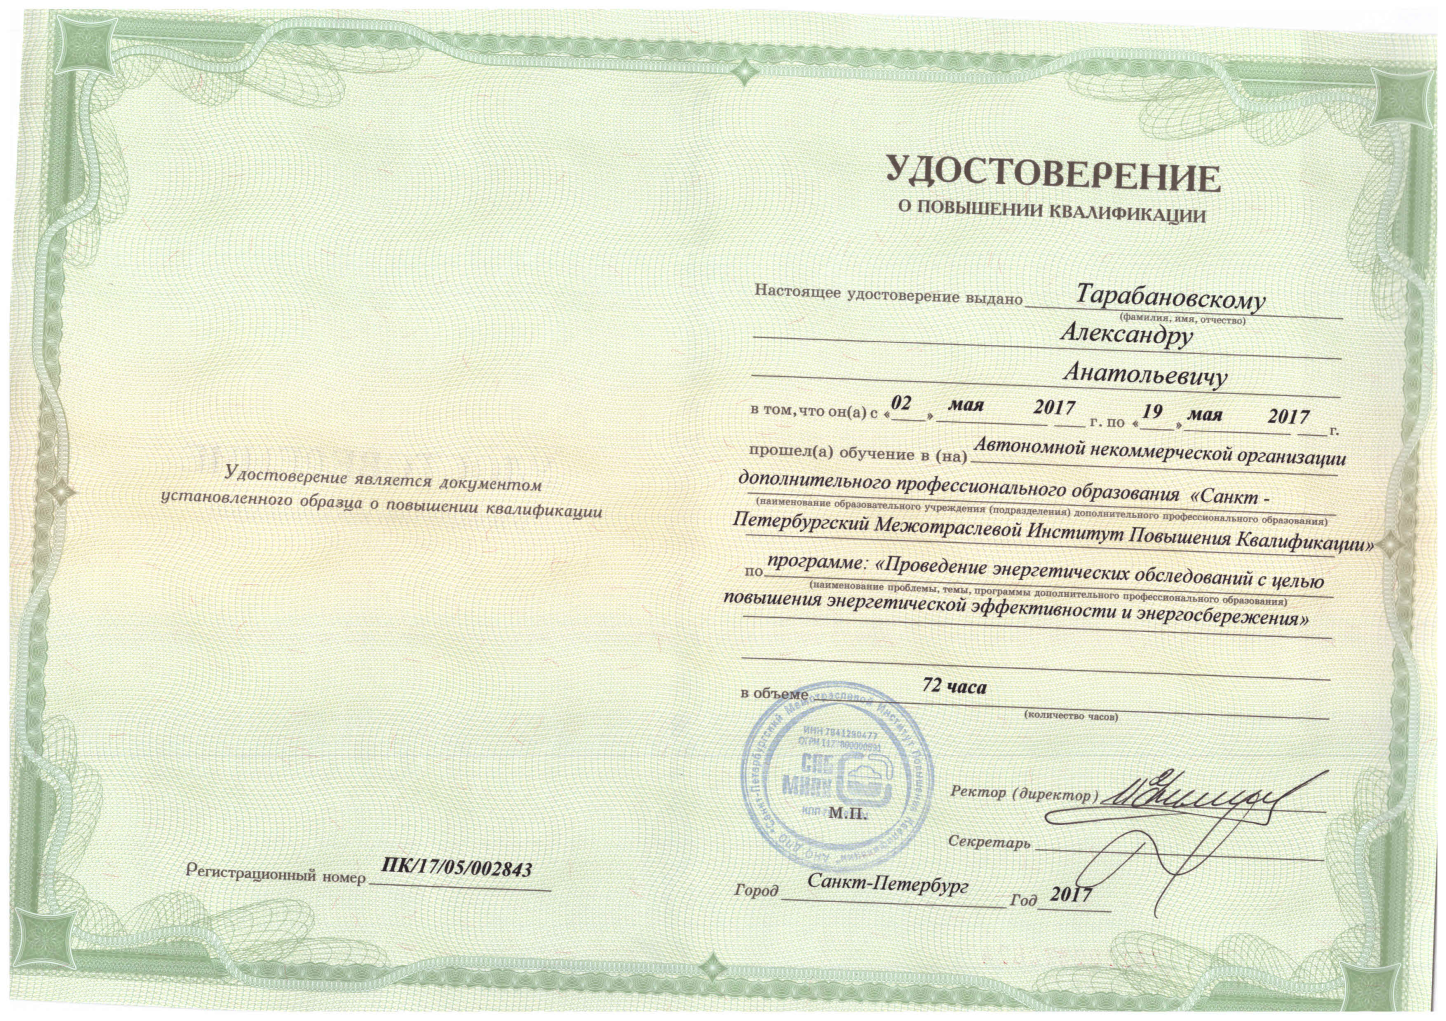 Удостоверение является документом
установленного образца о повышении квалификации
Регистрационный номер ПК/17/05/002843
УДОСТОВЕРЕНИЕ
О ПОВЫШЕНИИ КВАЛИФИКАЦИИ
Настоящее удостоверение выдано Тарабановскому
(фамилия, имя, отчество)
Александру
Анатольевичу
в том, что он(а) с «02» мая 2017 г. по «19» мая 2017 г.
прошел(а) обучение в (на) Автономной некоммерческой организации
дополнительного профессионального образования «Санкт -
(наименование образовательного учреждения (подразделения) дополнительного профессионального образования)
Петербургский Межотраслевой Институт Повышения Квалификации»
по программе: «Проведение энергетических обследований с целью
(наименование проблемы, темы, программы дополнительного профессионального образования)
повышения энергетической эффективности и энергосбережения»
в объеме 72 часа
(количество часов)
ИНН 7841290477
СПБ
МИПК
М.П.
Ректор (директор)
Секретарь
Город Санкт-Петербург Год 2017